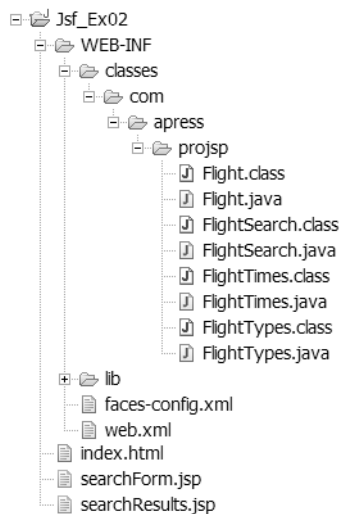 Jsf_Ex02
WEB-INF
classes
com
apress
projsp
Flight.class
Flight.java
FlightSearch.class
FlightSearch.java
FlightTimes.class
FlightTimes.java
FlightTypes.class
FlightTypes.java
lib
faces-config.xml
web.xml
index.html
searchForm.jsp
searchResults.jsp